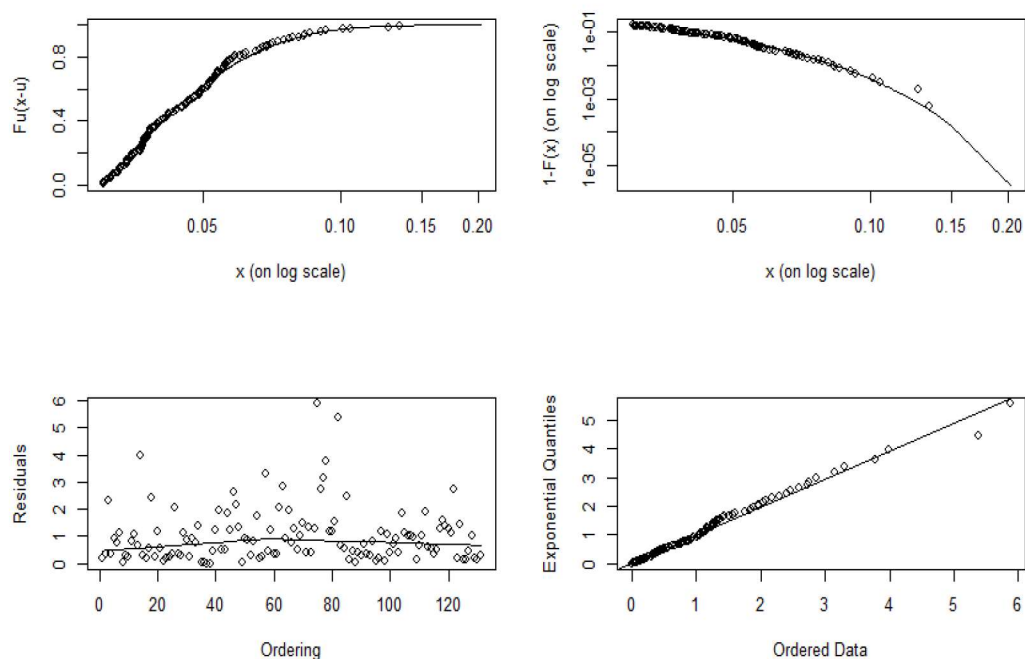 Fu(x-u)
0.0 0.4 0.8
0.05 0.10 0.15 0.20
x (on log scale)
1-F(x) (on log scale)
1e-05 1e-03 1e-01
0.05 0.10 0.15 0.20
x (on log scale)
Residuals
0 1 2 3 4 5 6
0 20 40 60 80 100 120
Ordering
Exponential Quantiles
0 1 2 3 4 5
0 1 2 3 4 5 6
Ordered Data